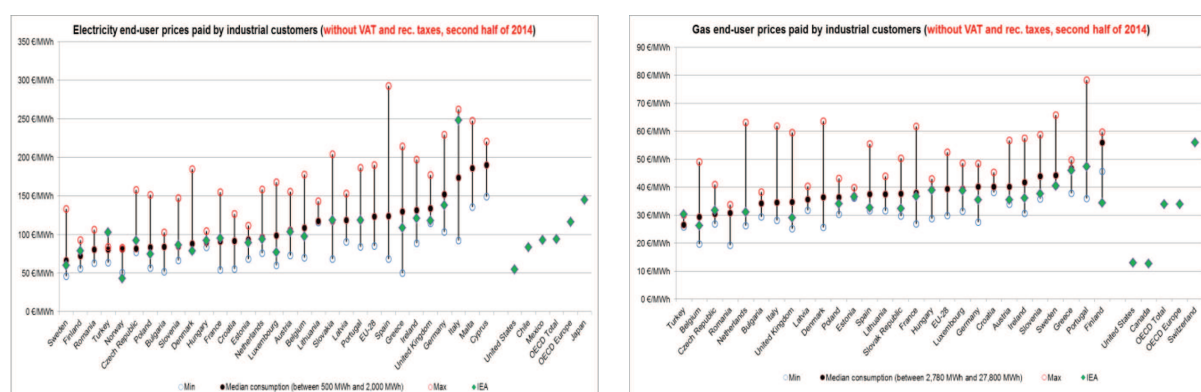 Electricity end-user prices paid by industrial customers (without VAT and rec. taxes, second half of 2014)
350 €/MWh
300 €/MWh
250 €/MWh
200 €/MWh
150 €/MWh
100 €/MWh
50 €/MWh
0 €/MWh
Sweden
Finland
Romania
Turkey
Norway
Czech Republic
Poland
Bulgaria
Slovenia
Denmark
Hungary
France
Croatia
Estonia
Netherlands
Luxembourg
Austria
Belgium
Lithuania
Slovakia
Latvia
Portugal
EU-28
Spain
Greece
Ireland
United Kingdom
Germany
Italy
Malta
Cyprus
United States
Chile
Mexico
OECD Total
OECD Europe
Japan
Min
Median consumption (between 500 MWh and 2,000 MWh)
Max
IEA
Gas end-user prices paid by industrial customers (without VAT and rec. taxes, second half of 2014)
90 €/MWh
80 €/MWh
70 €/MWh
60 €/MWh
50 €/MWh
40 €/MWh
30 €/MWh
20 €/MWh
10 €/MWh
0 €/MWh
Turkey
Belgium
Czech Republic
Romania
Netherlands
Bulgaria
Italy
United Kingdom
Latvia
Denmark
Poland
Estonia
Spain
Lithuania
Slovak Republic
France
Hungary
EU-28
Luxembourg
Germany
Croatia
Austria
Ireland
Slovenia
Sweden
Greece
Portugal
Finland
United States
Canada
OECD Total
OECD Europe
Switzerland
Min
Median consumption (between 2,780 MWh and 27,800 MWh)
Max
IEA